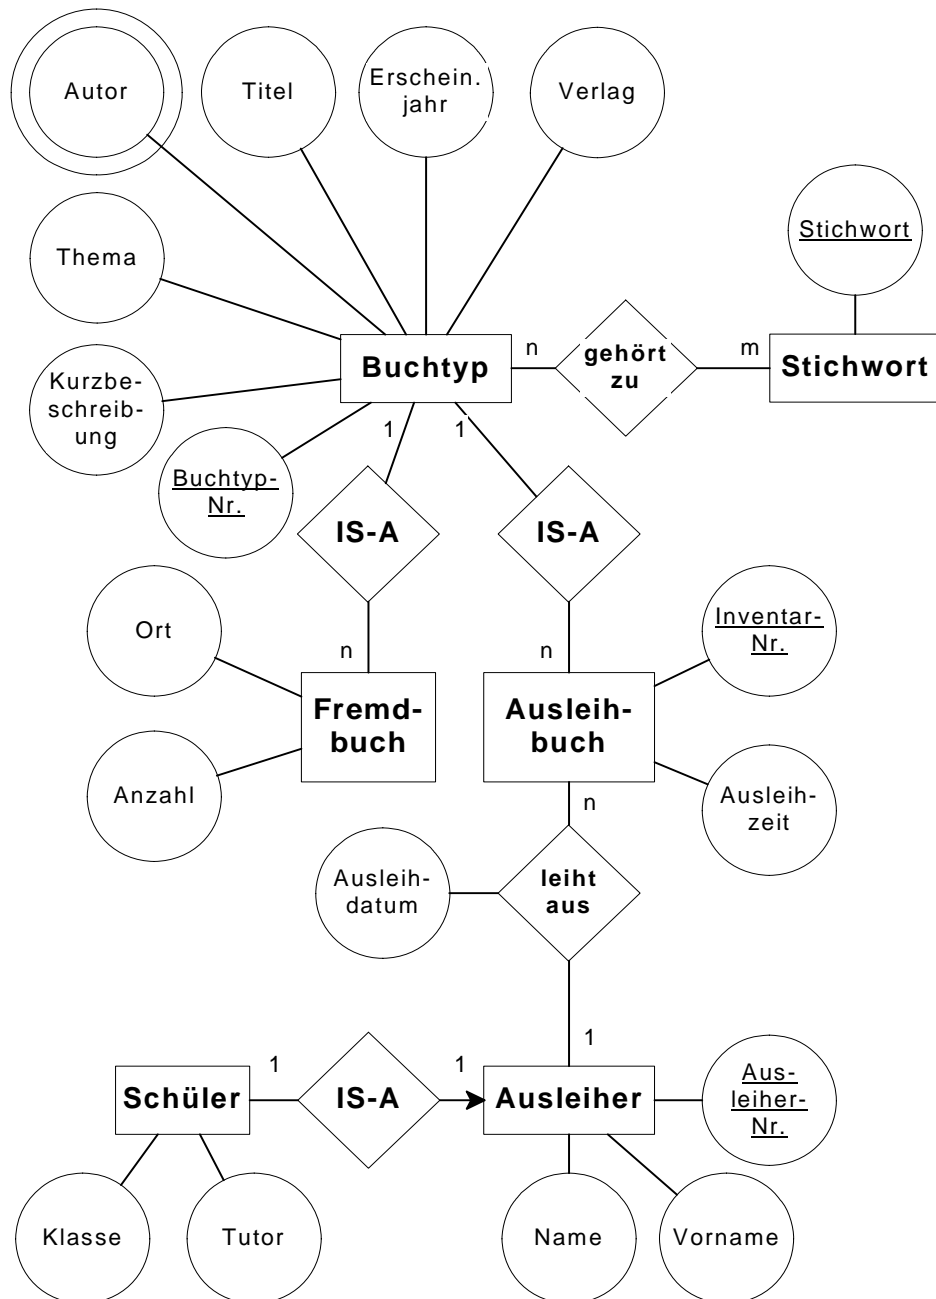 Autor
Titel
Erschein.
jahr
Verlag
Thema
Stichwort
Buchtyp
n
gehört
zu
m
Stichwort
Kurzbe-
schreib-
ung
1
1
Buchtyp-
Nr.
IS-A
IS-A
Ort
n
n
Inventar-
Nr.
Fremd-
buch
Ausleih-
buch
Anzahl
n
Ausleih-
zeit
Ausleih-
datum
leiht
aus
1
Schüler
1
IS-A
1
Ausleiher
Aus-
leiher-
Nr.
Klasse
Tutor
Name
Vorname